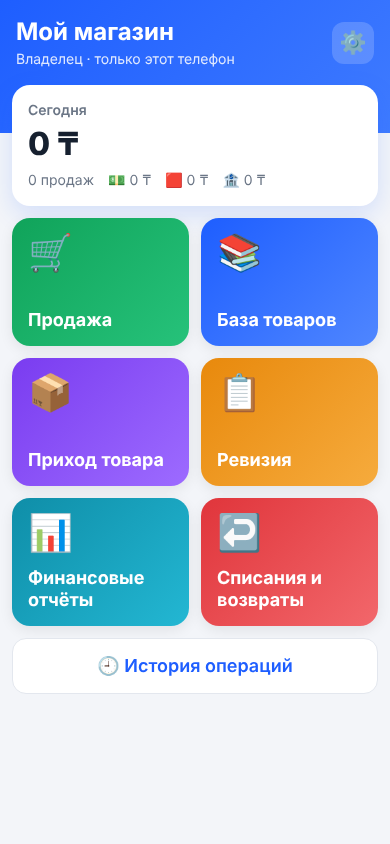 Мой магазин
Владелец · только этот телефон
Сегодня
0 ₸
0 продаж 0 ₸ 0 ₸ 0 ₸
Продажа
База товаров
Приход товара
Ревизия
Финансовые
отчёты
Списания и
возвраты
История операций